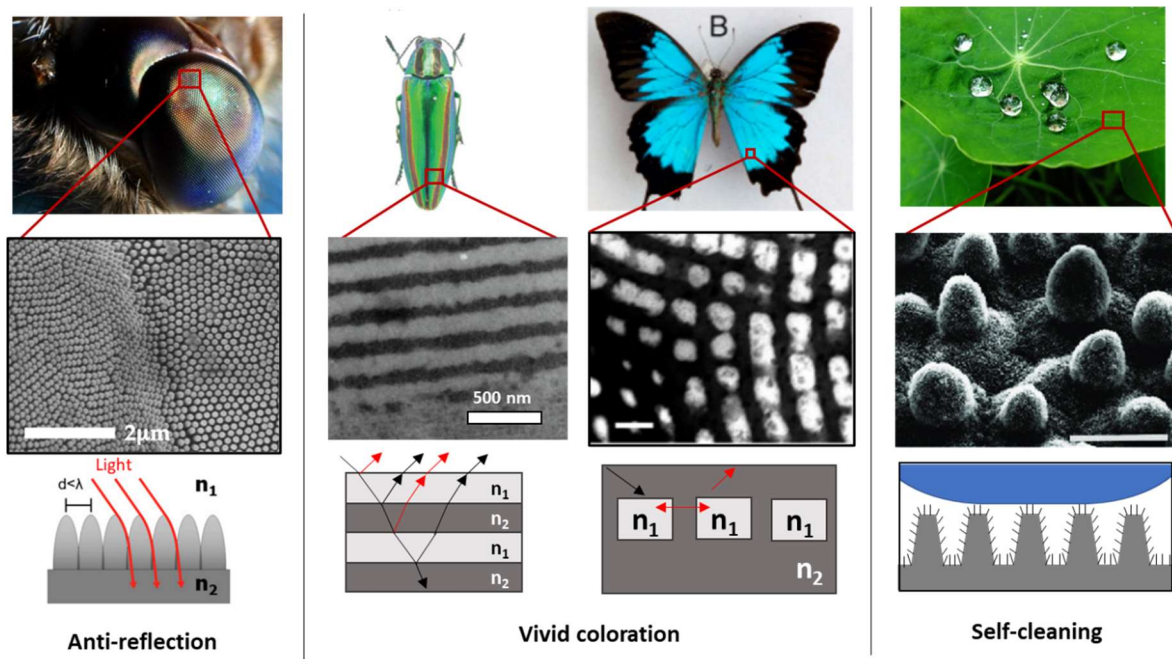 B
500 nm
2µm
Light
d<λ
n₁
n₂
n₁
n₂
n₁
n₂
n₁
n₁
n₁
n₂
Anti-reflection
Vivid coloration
Self-cleaning